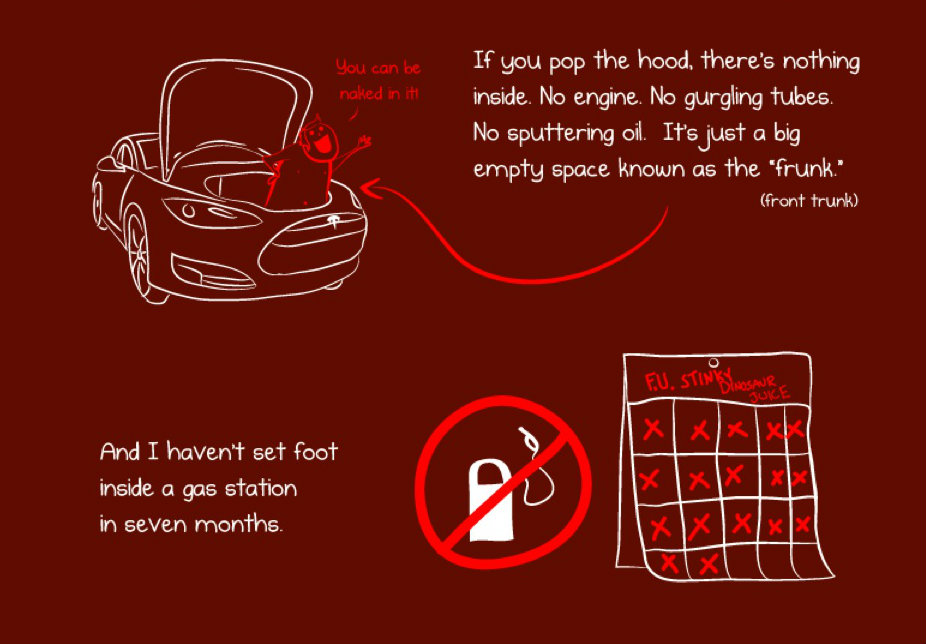 You can be
naked in it!
If you pop the hood, there's nothing
inside. No engine. No gurgling tubes.
No sputtering oil. It's just a big
empty space known as the "frunk."
(front trunk)
And I haven't set foot
inside a gas station
in seven months.
F.U. STINKY
DINOSAUR
JUICE